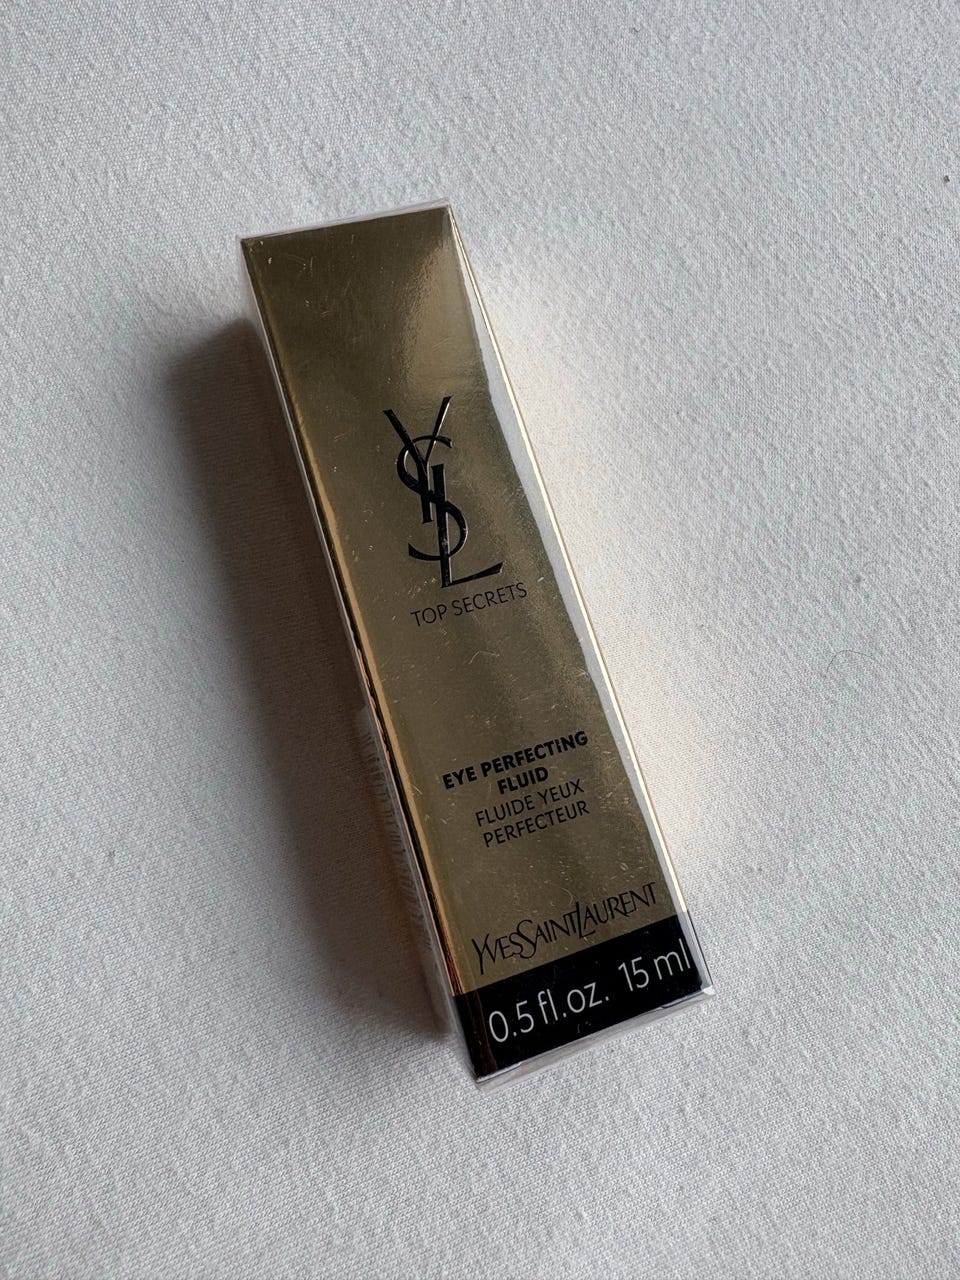 YSL
TOP SECRETS
EYE PERFECTING
FLUID
FLUIDE YEUX
PERFECTEUR
YVESSAINTLAURENT
0.5 fl.oz. 15 ml